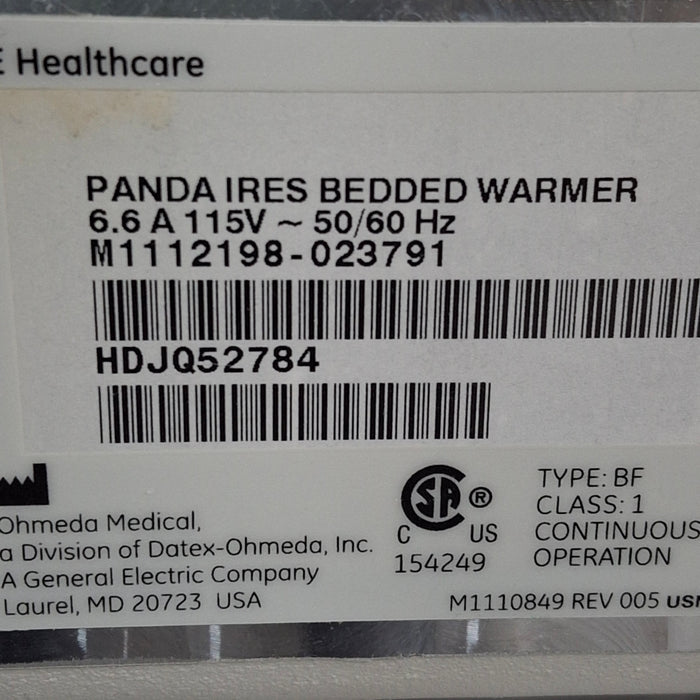 E Healthcare
PANDA IRES BEDDED WARMER
6.6 A 115V ~ 50/60 Hz
M1112198-023791
HDJQ52784
Ohmeda Medical,
a Division of Datex-Ohmeda, Inc.
A General Electric Company
Laurel, MD 20723 USA
SA ®
C US
154249
TYPE: BF
CLASS: 1
CONTINUOUS
OPERATION
M1110849 REV 005